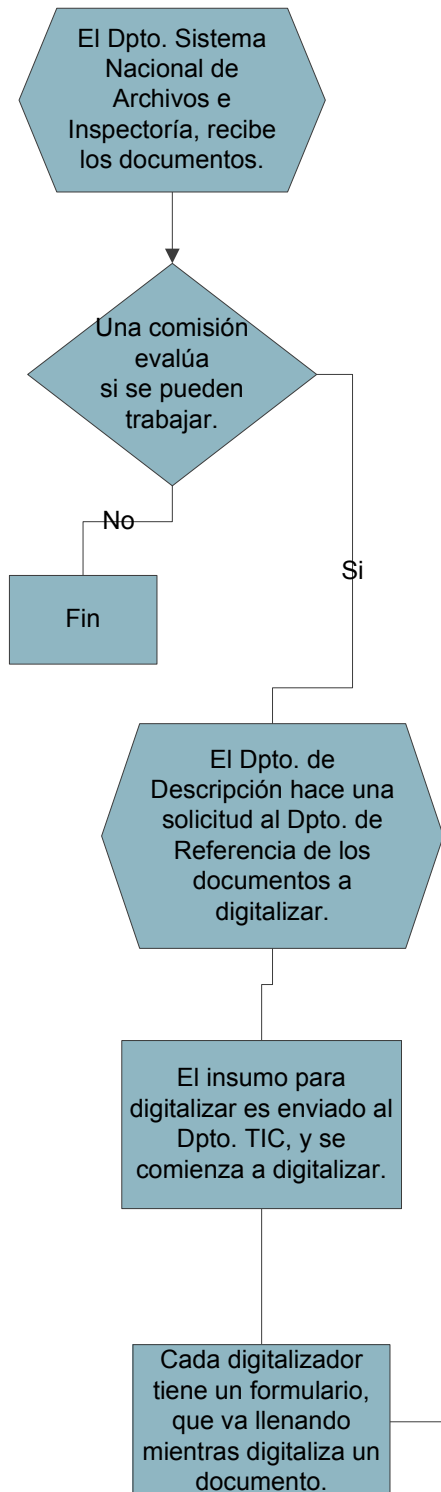 El Dpto. Sistema
Nacional de
Archivos e
Inspectoría, recibe
los documentos.
Una comisión
evalúa
si se pueden
trabajar.
No
Si
Fin
El Dpto. de
Descripción hace una
solicitud al Dpto. de
Referencia de los
documentos a
digitalizar.
El insumo para
digitalizar es enviado al
Dpto. TIC, y se
comienza a digitalizar.
Cada digitalizador
tiene un formulario,
que va llenando
mientras digitaliza un
documento.